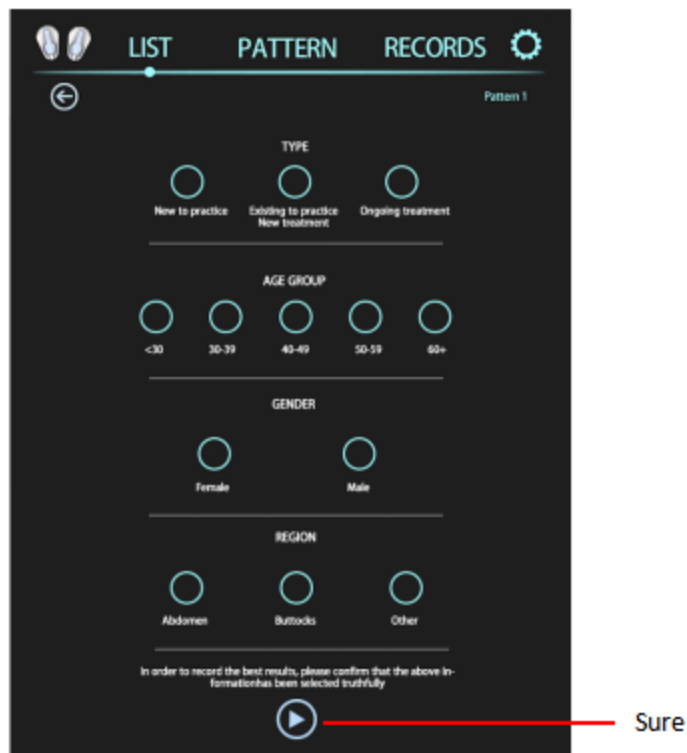 LIST PATTERN RECORDS
Pattern 1
TYPE
New to practice Existing to practice Ongoing treatment
New treatment
AGE GROUP
<30 30-39 40-49 50-59 60+
GENDER
Female Male
REGION
Abdomen Buttocks Other
In order to record the best results, please confirm that the above in-
formationhas been selected truthfully
Sure